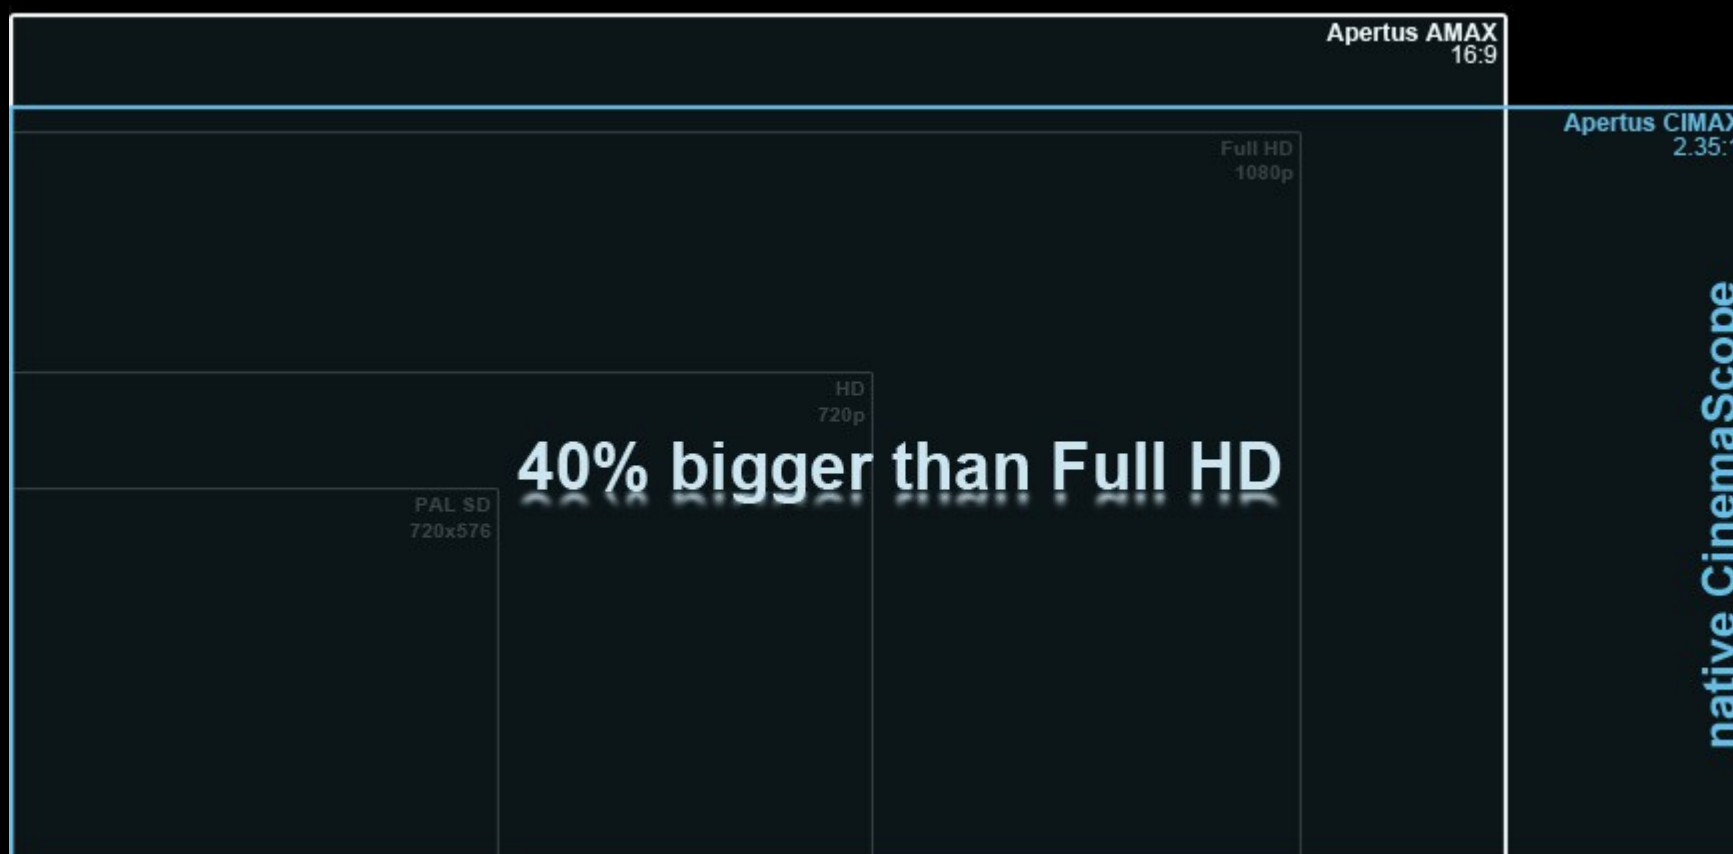 Apertus AMAX
16:9
Apertus CIMAX
2.35:1
Full HD
1080p
HD
720p
40% bigger than Full HD
PAL SD
720x576
native CinemaScope